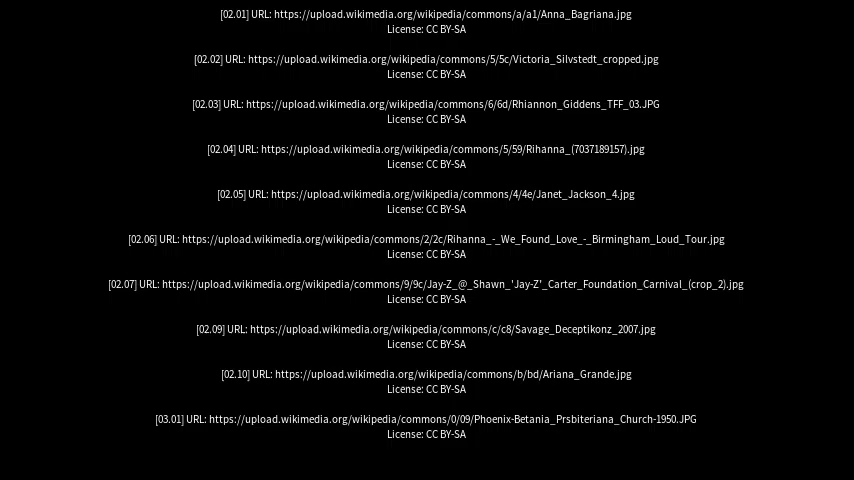 [02.01] URL: https://upload.wikimedia.org/wikipedia/commons/a/a1/Anna_Bagriana.jpg
License: CC BY-SA
[02.02] URL: https://upload.wikimedia.org/wikipedia/commons/5/5c/Victoria_Silvstedt_cropped.jpg
License: CC BY-SA
[02.03] URL: https://upload.wikimedia.org/wikipedia/commons/6/6d/Rhiannon_Giddens_TFF_03.JPG
License: CC BY-SA
[02.04] URL: https://upload.wikimedia.org/wikipedia/commons/5/59/Rihanna_(7037189157).jpg
License: CC BY-SA
[02.05] URL: https://upload.wikimedia.org/wikipedia/commons/4/4e/Janet_Jackson_4.jpg
License: CC BY-SA
[02.06] URL: https://upload.wikimedia.org/wikipedia/commons/2/2c/Rihanna_-_We_Found_Love_-_Birmingham_Loud_Tour.jpg
License: CC BY-SA
[02.07] URL: https://upload.wikimedia.org/wikipedia/commons/9/9c/Jay-Z_@_Shawn_'Jay-Z'_Carter_Foundation_Carnival_(crop_2).jpg
License: CC BY-SA
[02.09] URL: https://upload.wikimedia.org/wikipedia/commons/c/c8/Savage_Deceptikonz_2007.jpg
License: CC BY-SA
[02.10] URL: https://upload.wikimedia.org/wikipedia/commons/b/bd/Ariana_Grande.jpg
License: CC BY-SA
[03.01] URL: https://upload.wikimedia.org/wikipedia/commons/0/09/Phoenix-Betania_Prsbiteriana_Church-1950.JPG
License: CC BY-SA